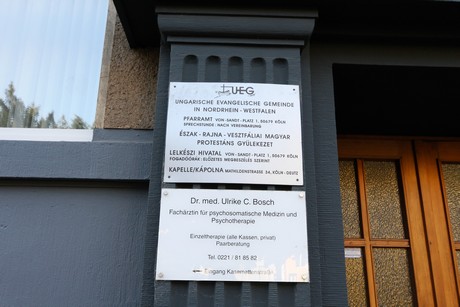 UEG
UNGARISCHE EVANGELISCHE GEMEINDE
IN NORDRHEIN - WESTFALEN
PFARRAMT VON-SANDT-PLATZ 1, 50679 KÖLN
SPRECHSTUNDE: NACH VEREINBARUNG
ÉSZAK - RAJNA - VESZTFÁLIAI MAGYAR
PROTESTÁNS GYÜLEKEZET
LELKÉSZI HIVATAL VON-SANDT-PLATZ 1, 50679 KÖLN
FOGADÓÓRÁK: ELŐZETES MEGBESZÉLÉS SZERINT
KAPELLE/KÁPOLNA MATHILDENSTRASSE 34, KÖLN-DEUTZ
Dr. med. Ulrike C. Bosch
Fachärztin für psychosomatische Medizin und
Psychotherapie
Einzeltherapie (alle Kassen, privat)
Paarberatung
Tel. 0221 / 81 85 82
Eingang